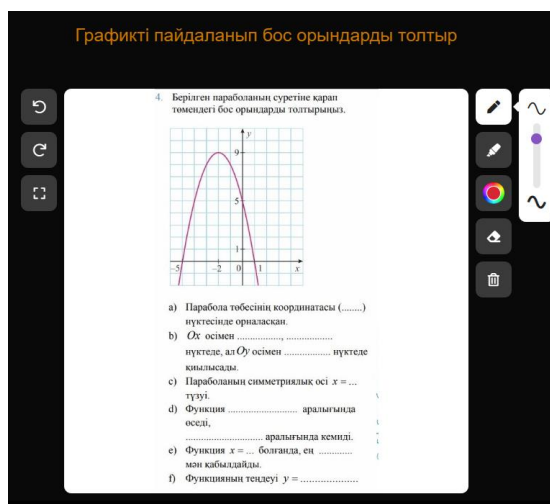 Графикті пайдаланып бос орындарды толтыр
4. Берілген параболаның суретіне қарап
төмендегі бос орындарды толтырыңыз.
y
9
5
1
-5 -2 0 1 x
a) Парабола төбесінің координатасы (........)
нүктесінде орналасқан.
b) Ox осімен ................, .................
нүктеде, ал Oy осімен ................. нүктеде
қиылысады.
c) Параболаның симметриялық осі x = ...
түзуі.
d) Функция ......................... аралығында
өседі,
............................ аралығында кемиді.
e) Функция x = ... болғанда, ең ............
мән қабылдайды.
f) Функцияның теңдеуі y = .....................